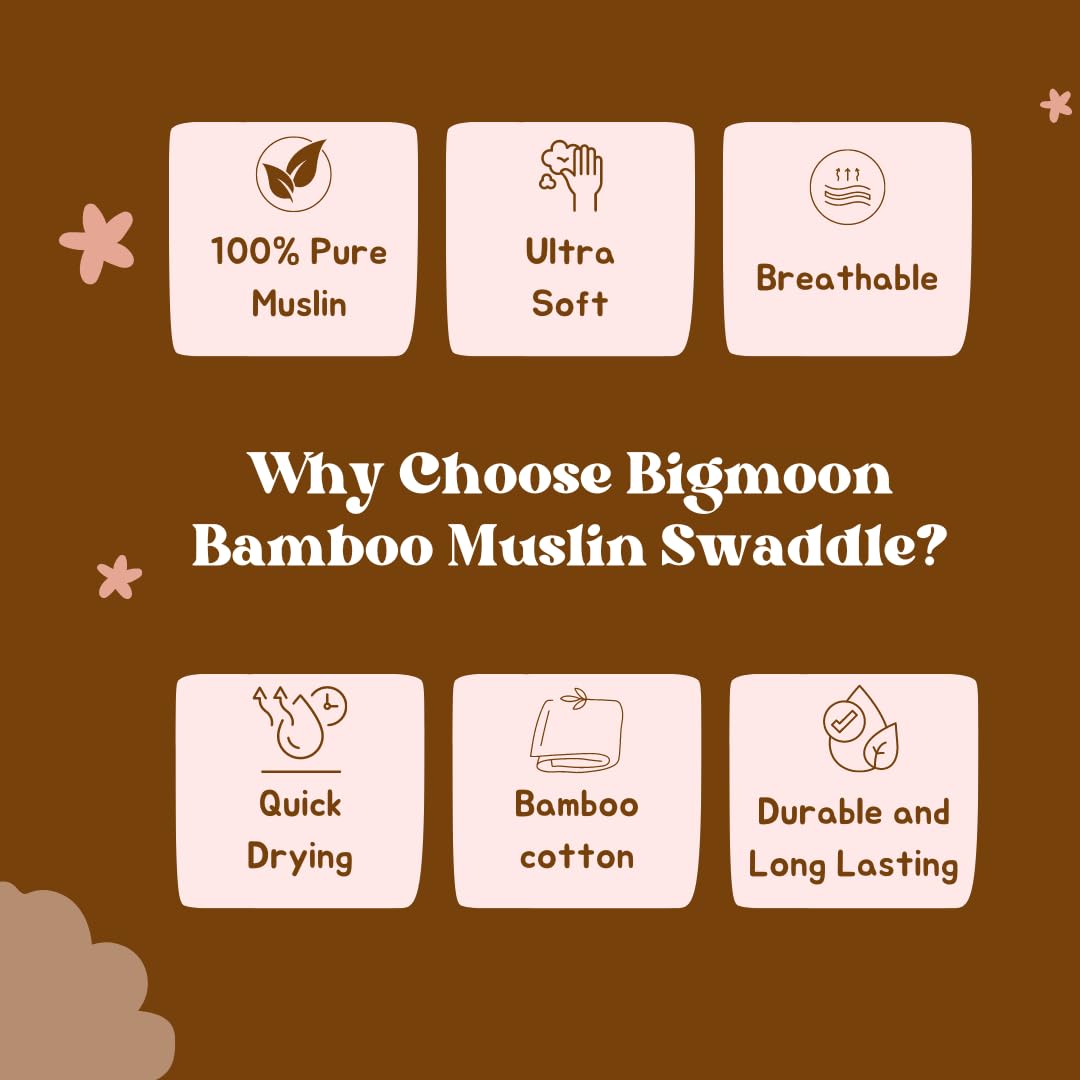 100% Pure
Muslin
Ultra
Soft
Breathable
Why Choose Bigmoon
Bamboo Muslin Swaddle?
Quick
Drying
Bamboo
cotton
Durable and
Long Lasting